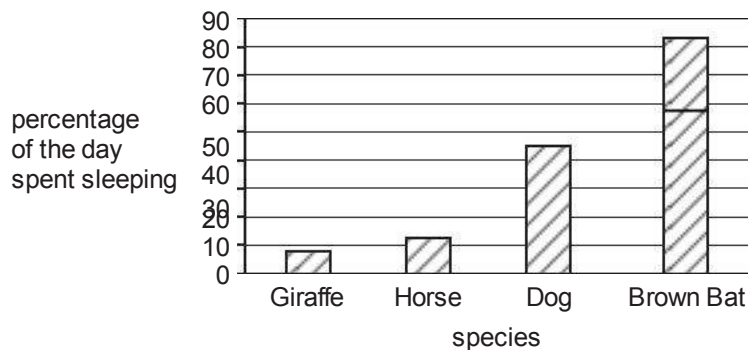 90
80
70
60
50
40
30
20
10
0
percentage
of the day
spent sleeping
Giraffe Horse Dog Brown Bat
species